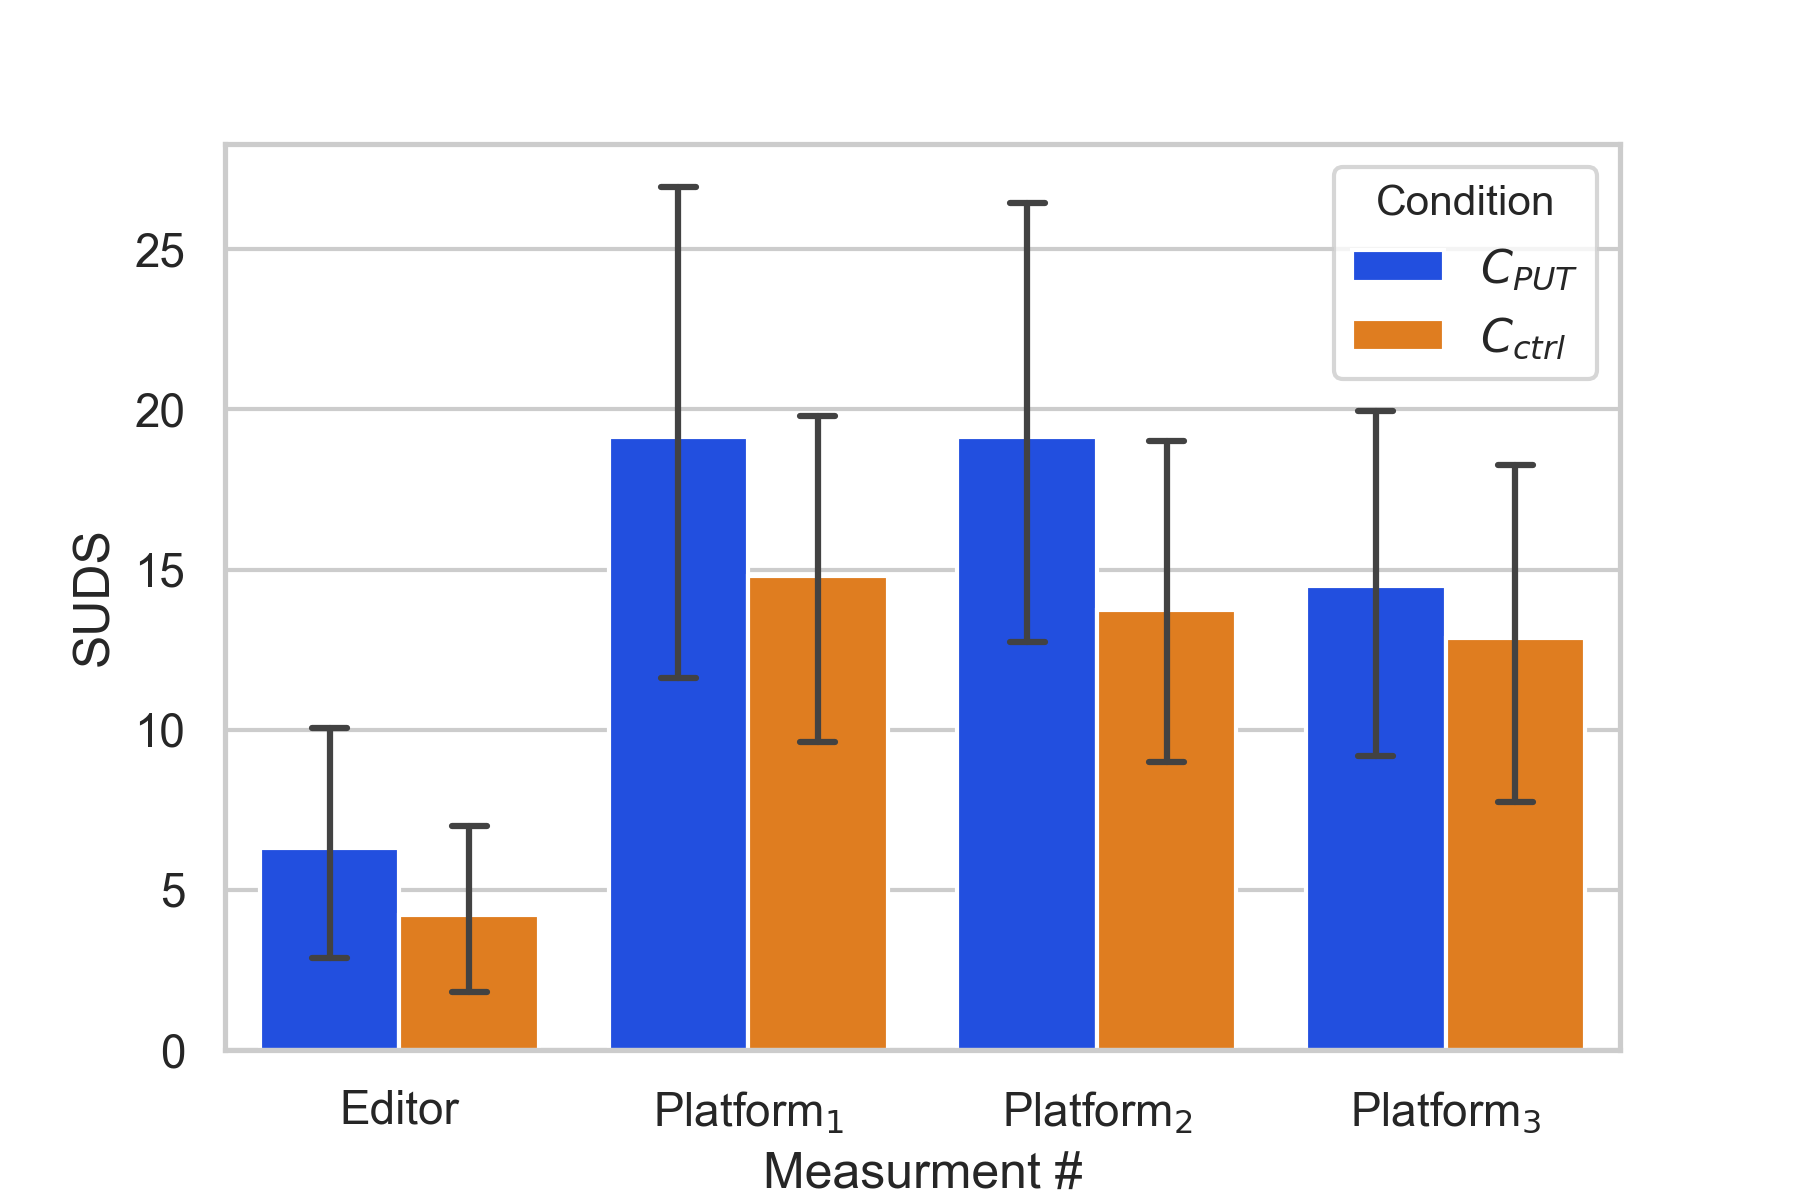 Condition
C_PUT
C_ctrl
25
20
15
10
5
0
SUDS
Editor Platform₁ Platform₂ Platform₃
Measurment #